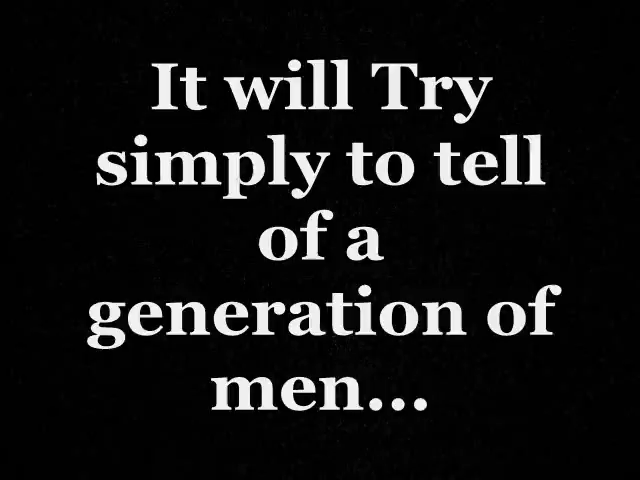 It will Try
simply to tell
of a
generation of
men...